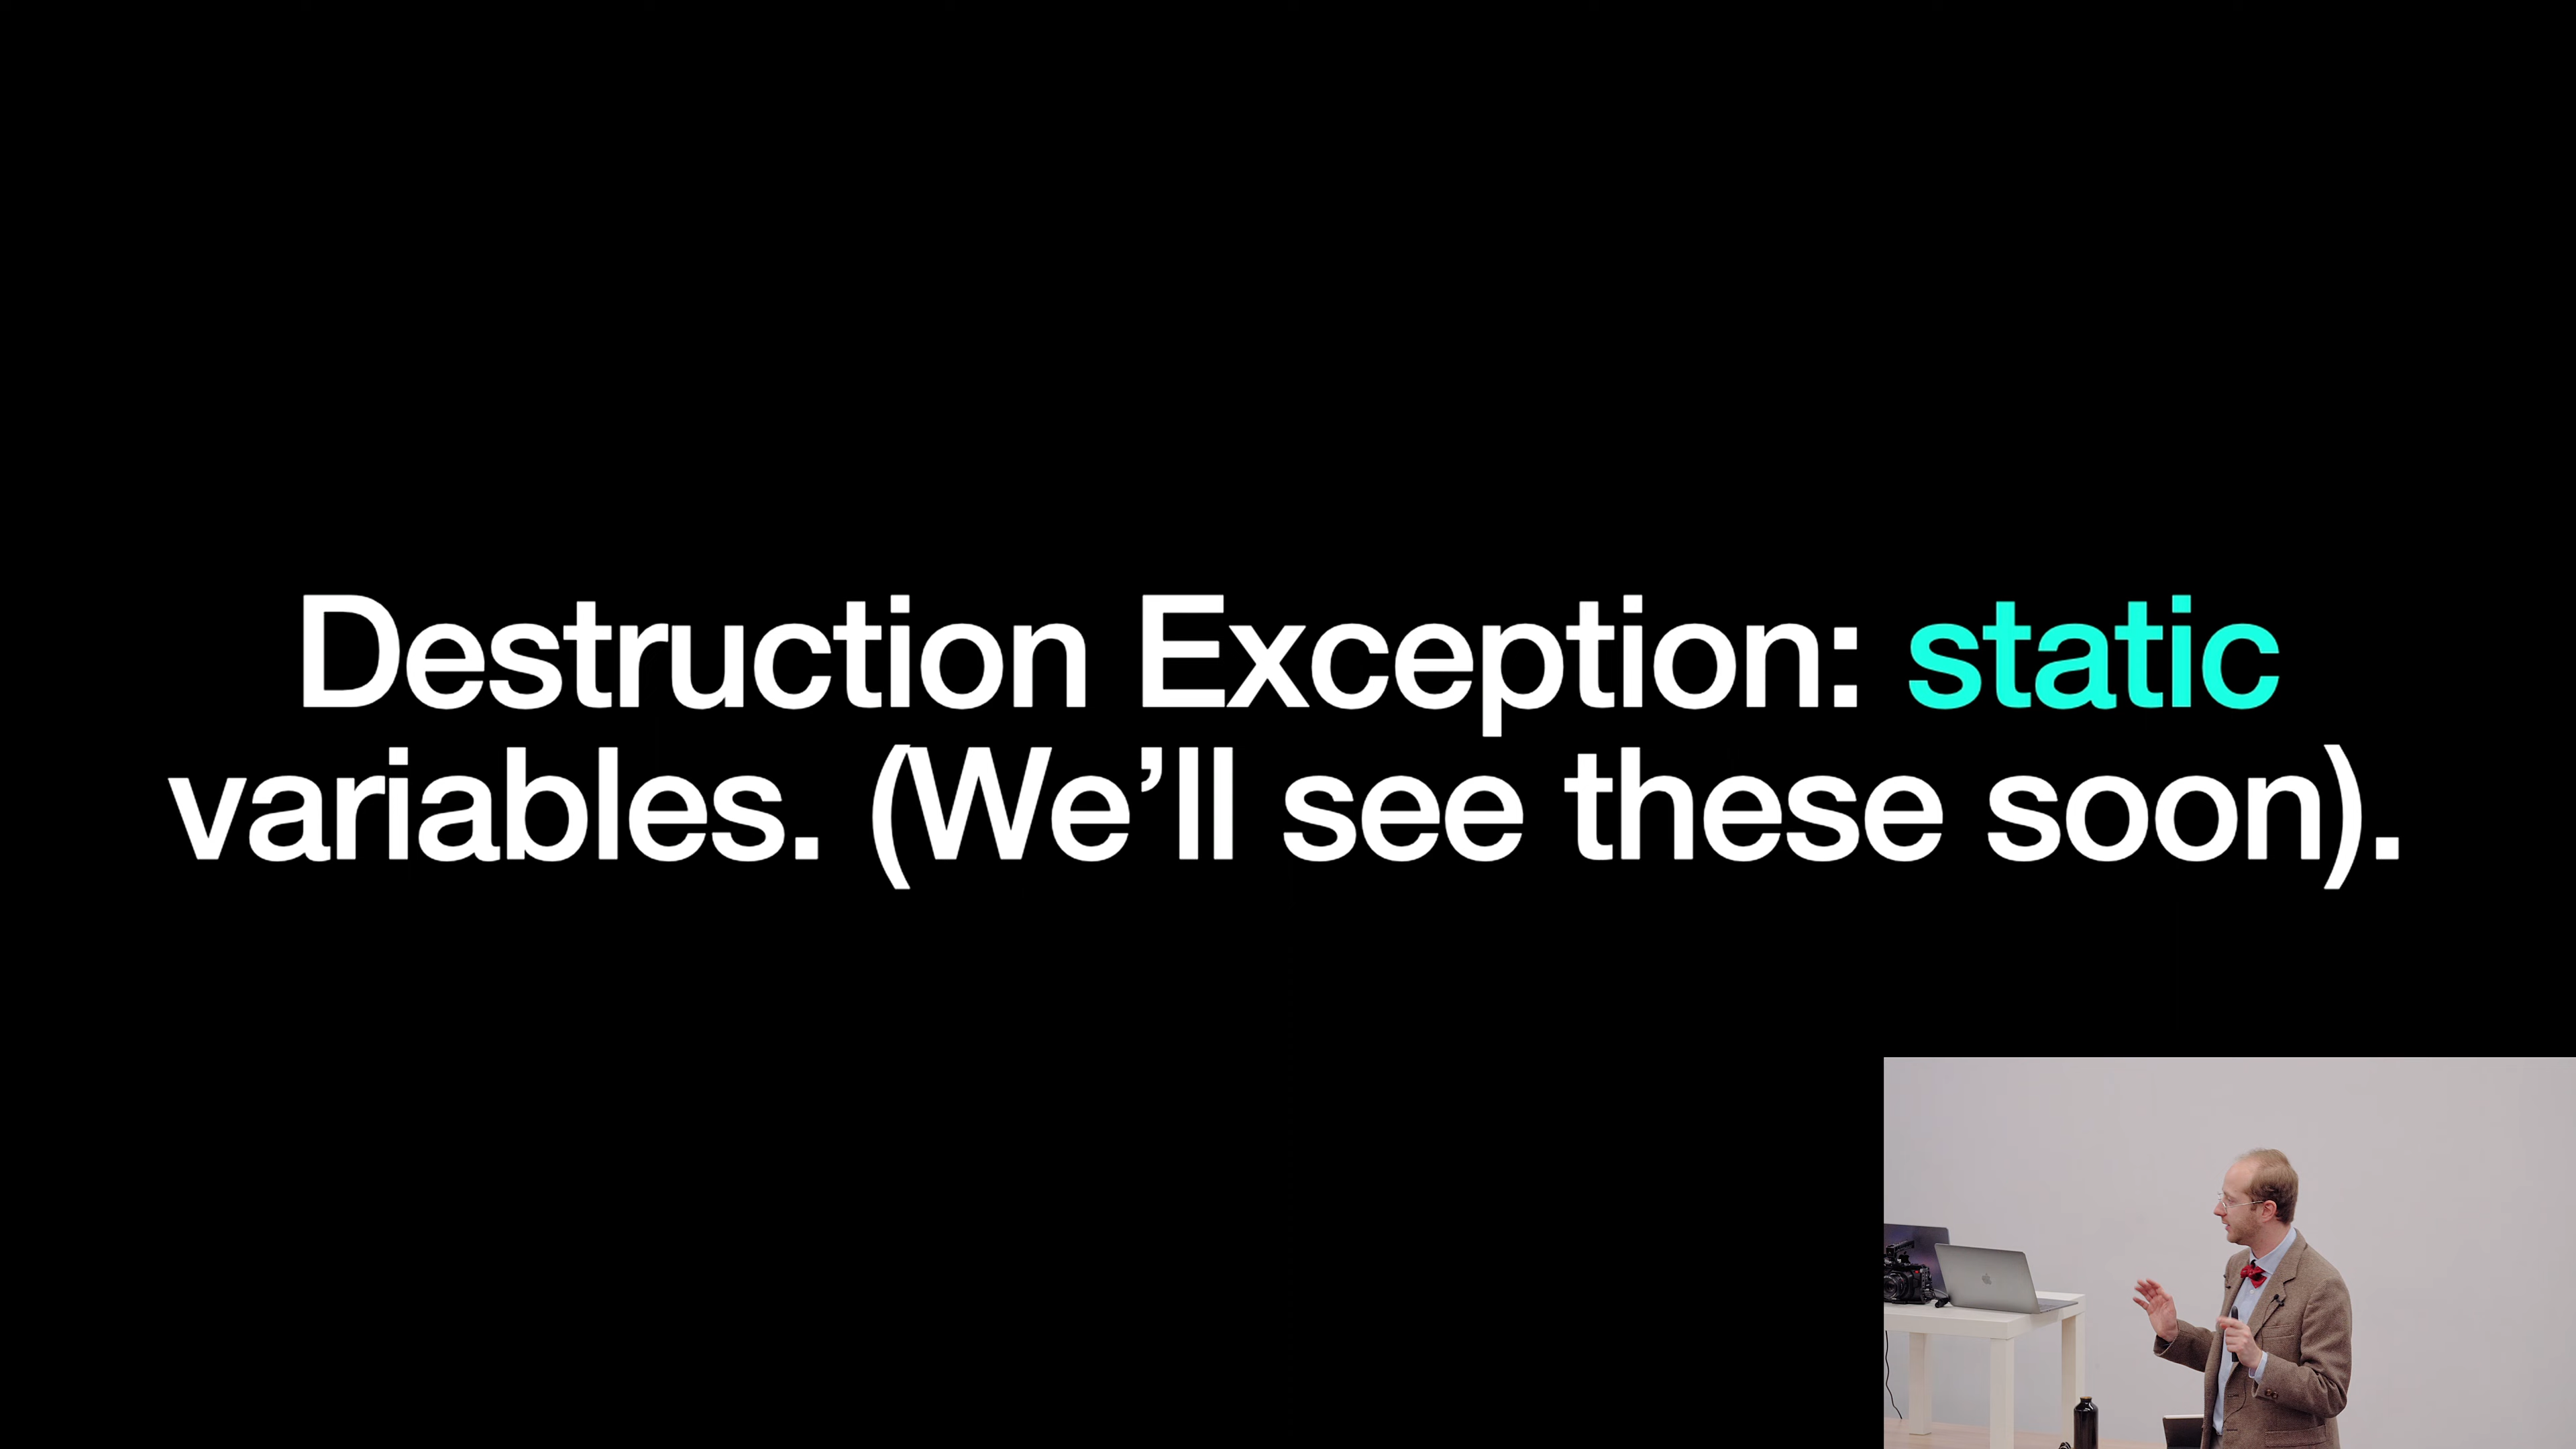 Destruction Exception: static
variables. (We’ll see these soon).